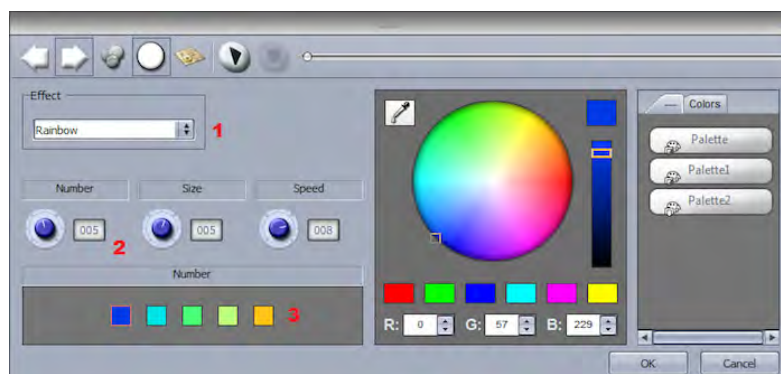 Effect
Rainbow
1
Number Size Speed
005 005 008
2
Number
3
R: 0 G: 57 B: 229
Colors
Palette
Palette1
Palette2
OK Cancel